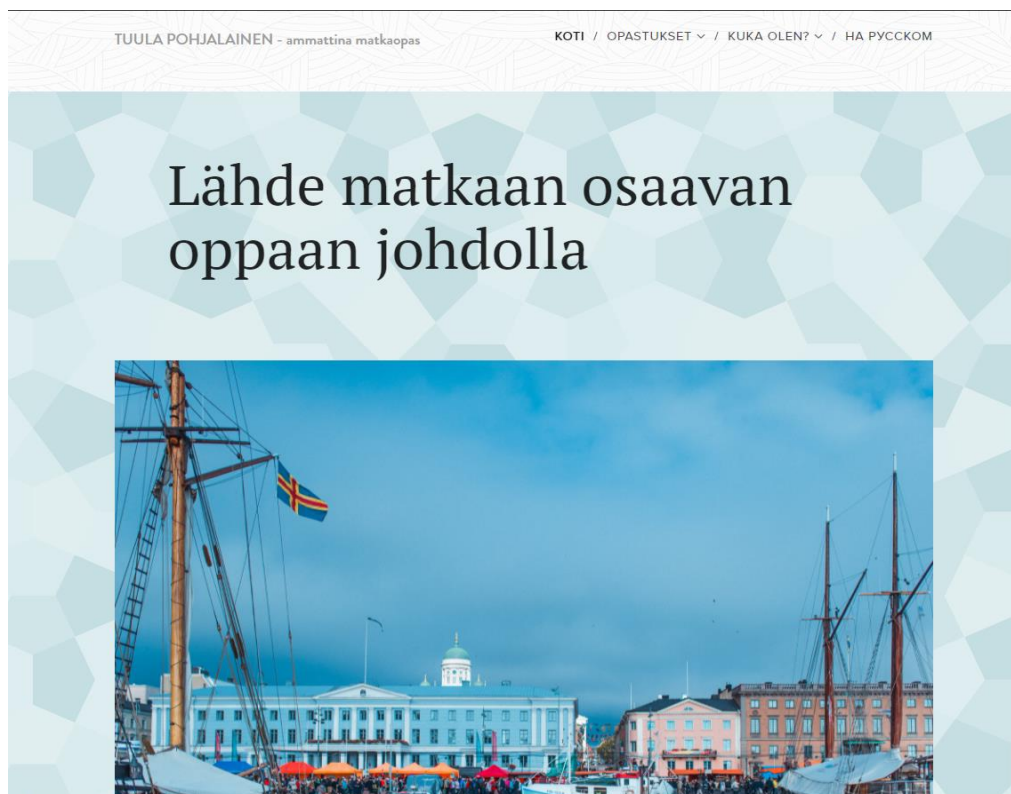 TUULA POHJALAINEN - ammattina matkaopas
KOTI / OPASTUKSET / KUKA OLEN? / НА РУССКОМ
Lähde matkaan osaavan
oppaan johdolla